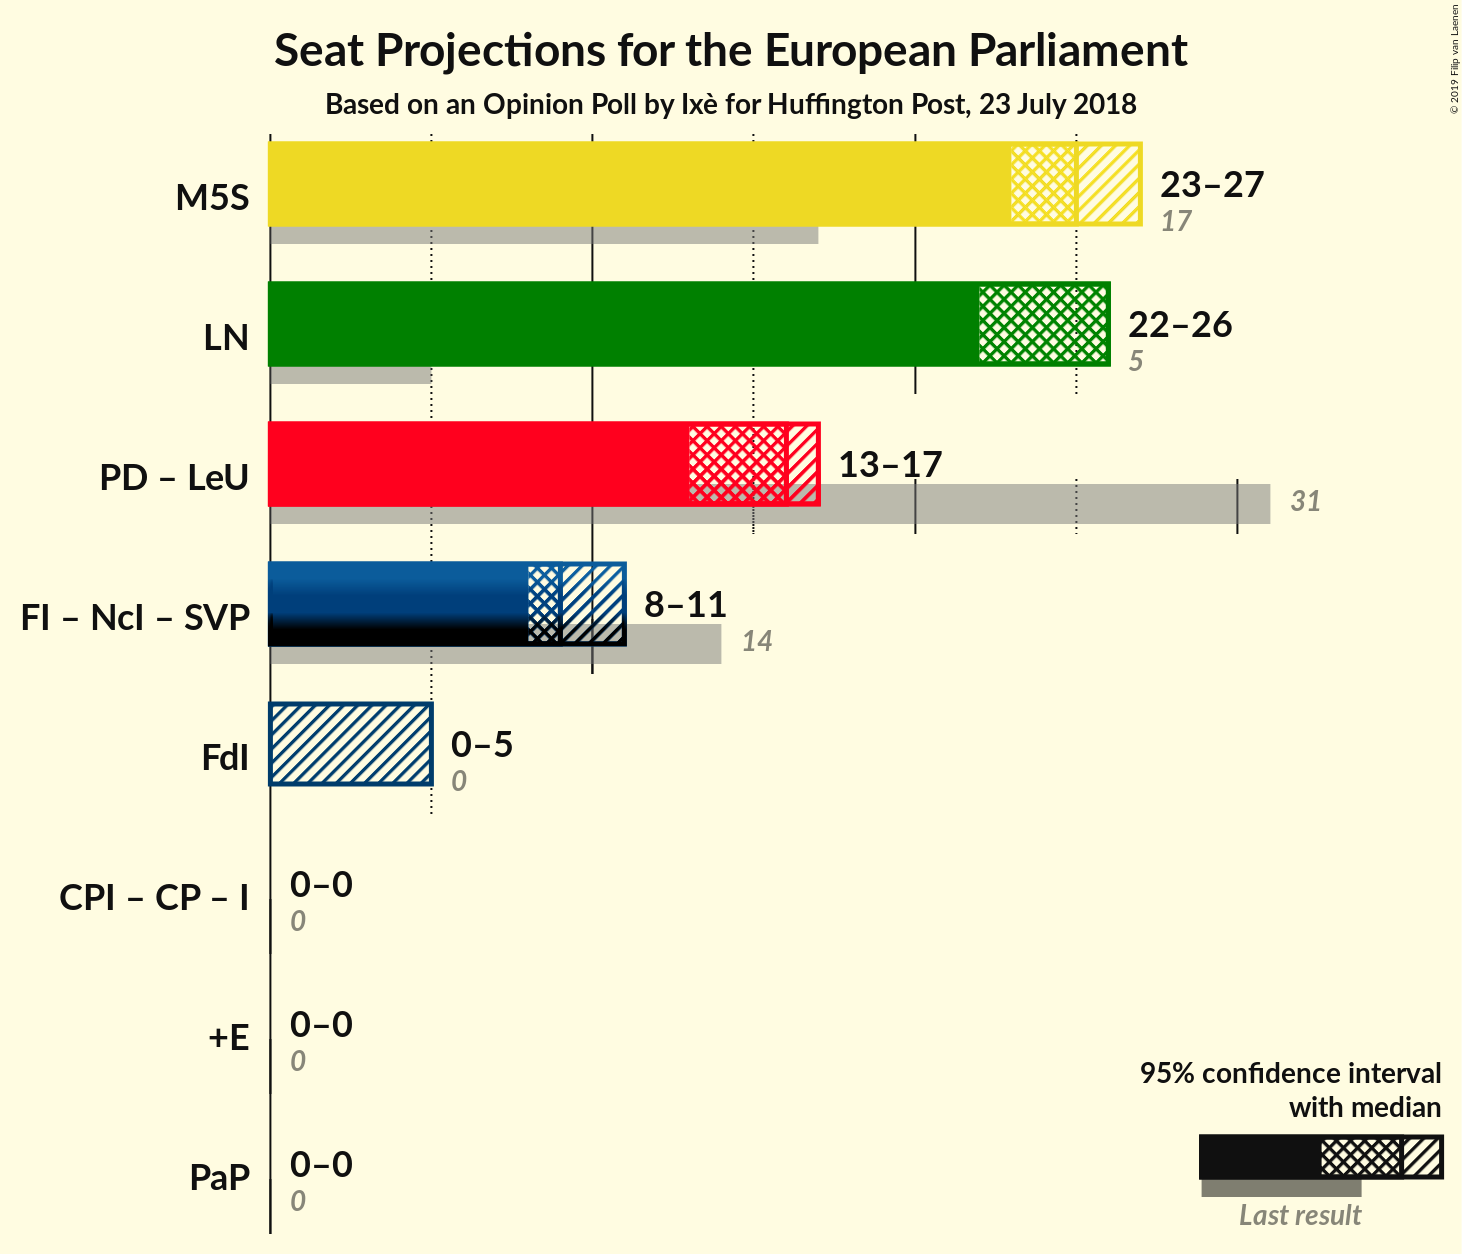 Seat Projections for the European Parliament
Based on an Opinion Poll by Ixè for Huffington Post, 23 July 2018
© 2019 Filip van Laenen
M5S
23–27
17
LN
22–26
5
PD – LeU
13–17
31
FI – NcI – SVP
8–11
14
FdI
0–5
0
CPI – CP – I
0–0
0
+E
0–0
0
PaP
0–0
0
95% confidence interval
with median
Last result